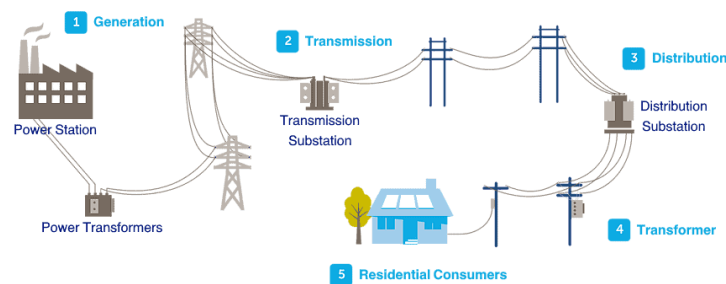 1 Generation
2 Transmission
3 Distribution
Power Station
Transmission
Substation
Distribution
Substation
Power Transformers
4 Transformer
5 Residential Consumers